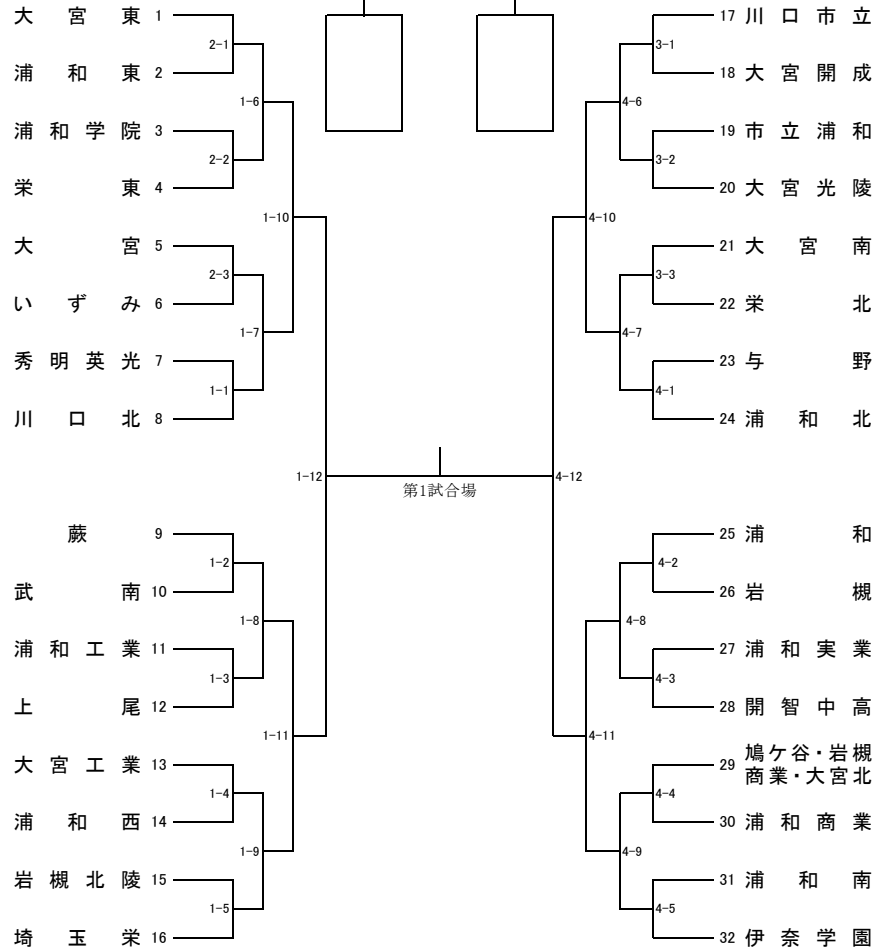 大宮東 1
2-1
浦和東 2
1-6
浦和学院 3
2-2
栄東 4
1-10
大宮 5
2-3
いずみ 6
1-7
秀明英光 7
1-1
川口北 8
1-12
蕨 9
1-2
武南 10
1-8
浦和工業 11
1-3
上尾 12
1-11
大宮工業 13
1-4
浦和西 14
1-9
岩槻北陵 15
1-5
埼玉栄 16
第1試合場
17 川口市立
3-1
18 大宮開成
4-6
19 市立浦和
3-2
20 大宮光陵
4-10
21 大宮南
3-3
22 栄北
4-7
23 与野
4-1
24 浦和北
4-12
25 浦和
4-2
26 岩槻
4-8
27 浦和実業
4-3
28 開智中高
4-11
29 鳩ケ谷・岩槻
商業・大宮北
4-4
30 浦和商業
4-9
31 浦和南
4-5
32 伊奈学園